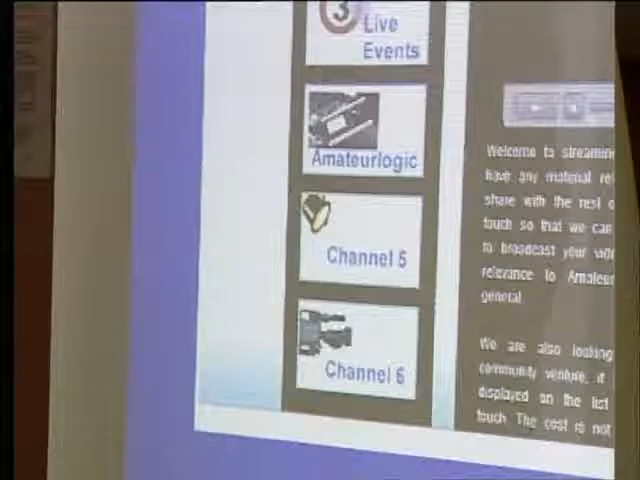 3
Live
Events
Amateurlogic
Channel 5
Channel 6
Welcome to streamin
have any material re
share with the rest o
touch so that we can
to broadcast your vid
relevance to Amateu
general.
We are also looking
community venture, if
displayed on the list
touch. The cost is not